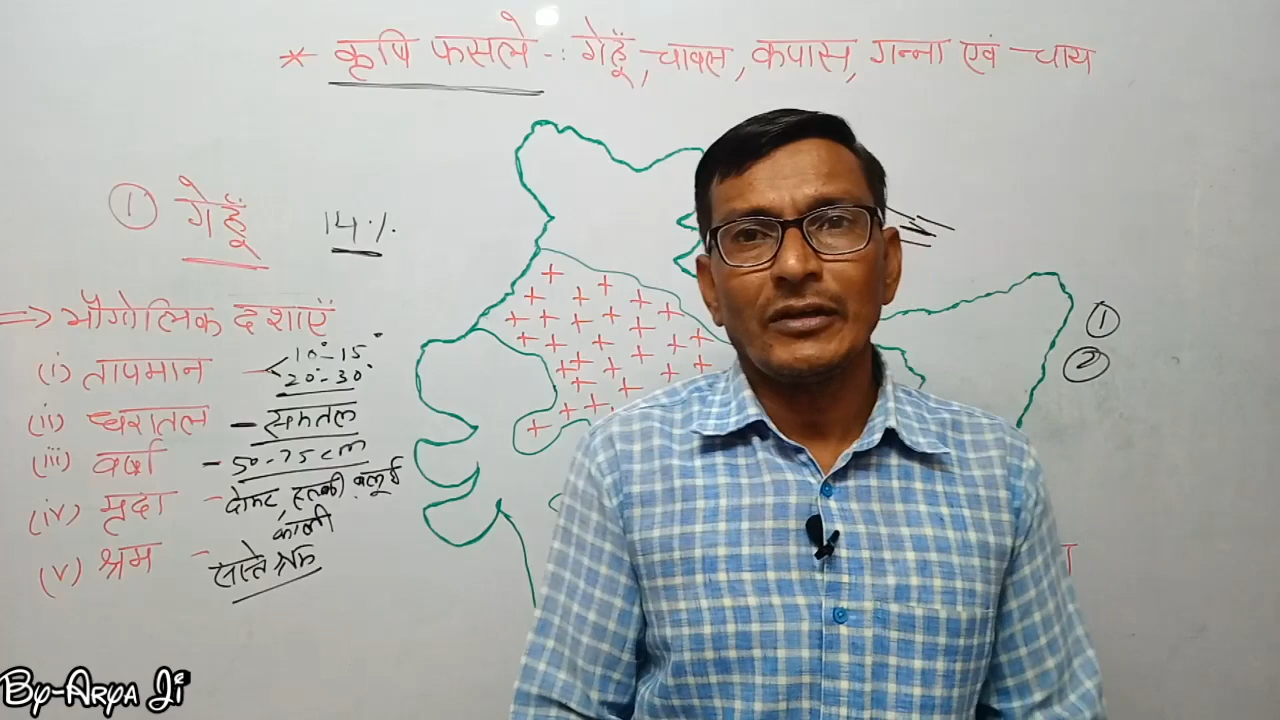 * कृषि फसले -: गेहूँ, चावल, कपास, गन्ना एवं चाय
① गेहूँ 14%
⇒ भौगोलिक दशाएँ
(i) तापमान - 10°-15°
20°-30°
(ii) धरातल - समतल
(iii) वर्षा - 50-75 cm
(iv) मृदा - दोमट, हल्की बलुई
काली
(v) श्रम - सस्ते श्रम
①
②
By-Arya Ji